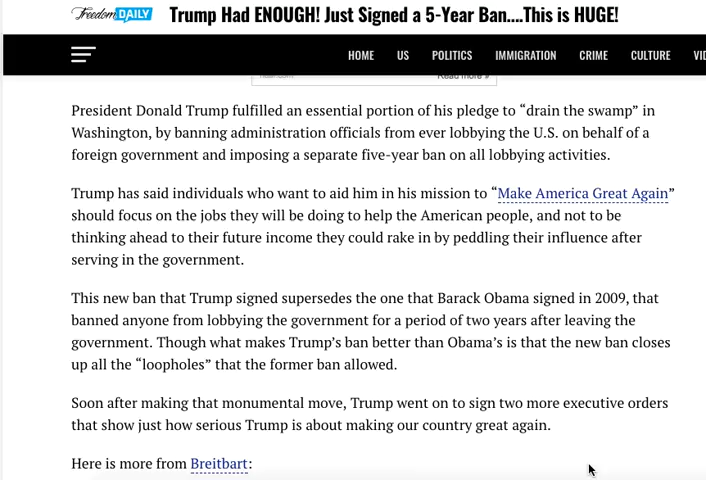 FreedomDAILY Trump Had ENOUGH! Just Signed a 5-Year Ban....This is HUGE!
HOME US POLITICS IMMIGRATION CRIME CULTURE VID
Read more »
President Donald Trump fulfilled an essential portion of his pledge to “drain the swamp” in
Washington, by banning administration officials from ever lobbying the U.S. on behalf of a
foreign government and imposing a separate five-year ban on all lobbying activities.
Trump has said individuals who want to aid him in his mission to “Make America Great Again”
should focus on the jobs they will be doing to help the American people, and not to be
thinking ahead to their future income they could rake in by peddling their influence after
serving in the government.
This new ban that Trump signed supersedes the one that Barack Obama signed in 2009, that
banned anyone from lobbying the government for a period of two years after leaving the
government. Though what makes Trump’s ban better than Obama’s is that the new ban closes
up all the “loopholes” that the former ban allowed.
Soon after making that monumental move, Trump went on to sign two more executive orders
that show just how serious Trump is about making our country great again.
Here is more from Breitbart: